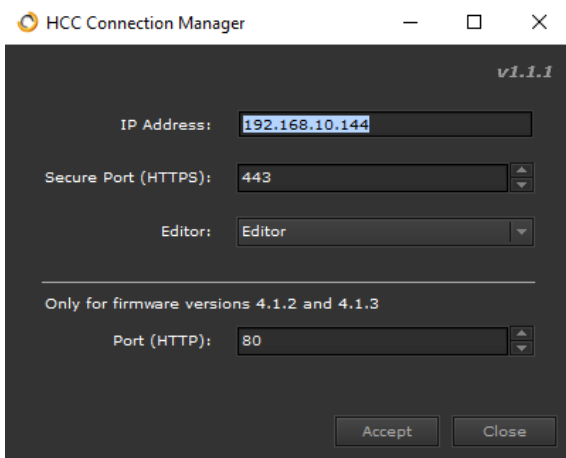 HCC Connection Manager
v1.1.1
IP Address: 192.168.10.144
Secure Port (HTTPS): 443
Editor: Editor
Only for firmware versions 4.1.2 and 4.1.3
Port (HTTP): 80
Accept Close